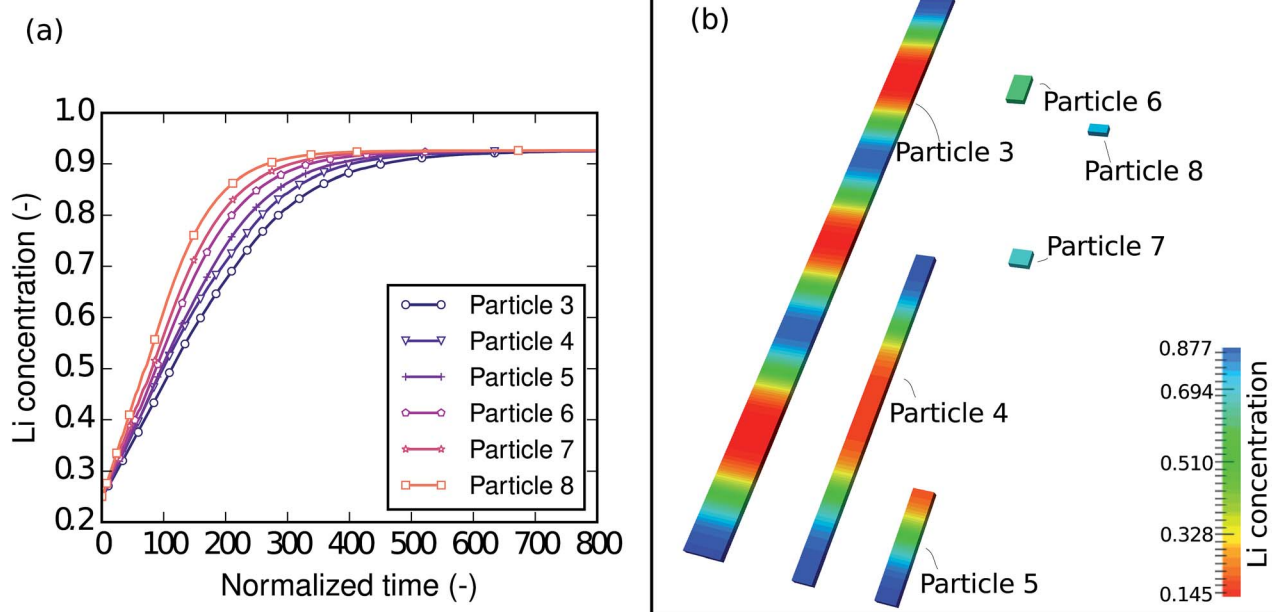 (a)
1.0
0.9
0.8
0.7
0.6
0.5
0.4
0.3
0.2
Li concentration (-)
0 100 200 300 400 500 600 700 800
Normalized time (-)
Particle 3
Particle 4
Particle 5
Particle 6
Particle 7
Particle 8
(b)
Particle 6
Particle 3
Particle 8
Particle 7
Particle 4
Particle 5
0.877
0.694
0.510
0.328
0.145
Li concentration